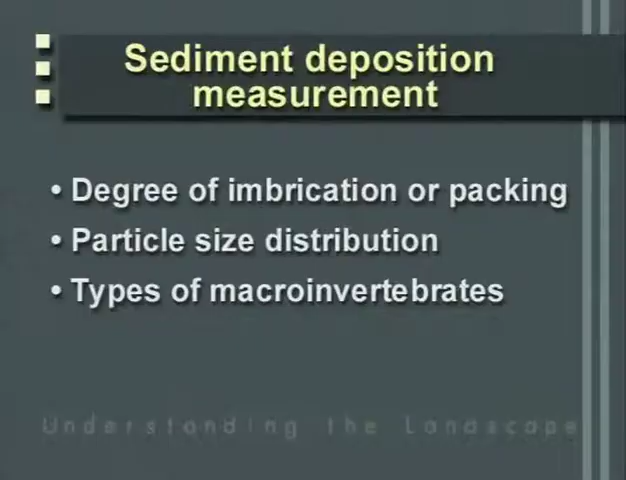 Sediment deposition
measurement
• Degree of imbrication or packing
• Particle size distribution
• Types of macroinvertebrates
Understanding the Landscape